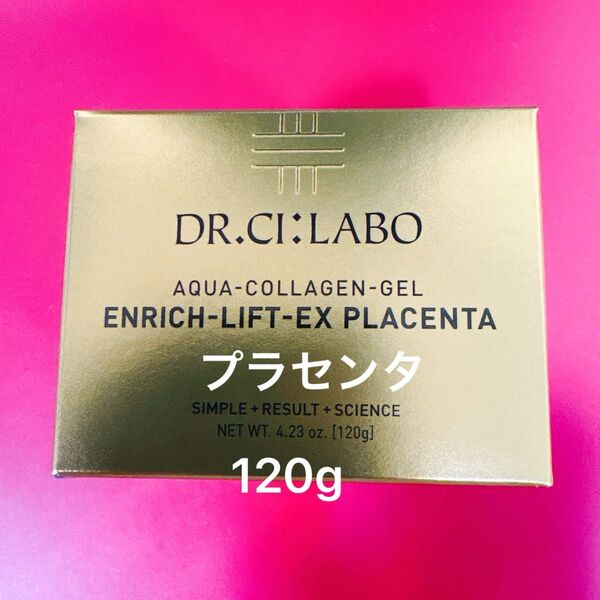 DR.CI:LABO
AQUA-COLLAGEN-GEL
ENRICH-LIFT-EX PLACENTA
プラセンタ
SIMPLE+RESULT+SCIENCE
NET WT. 4.23 oz. [120g]
120g